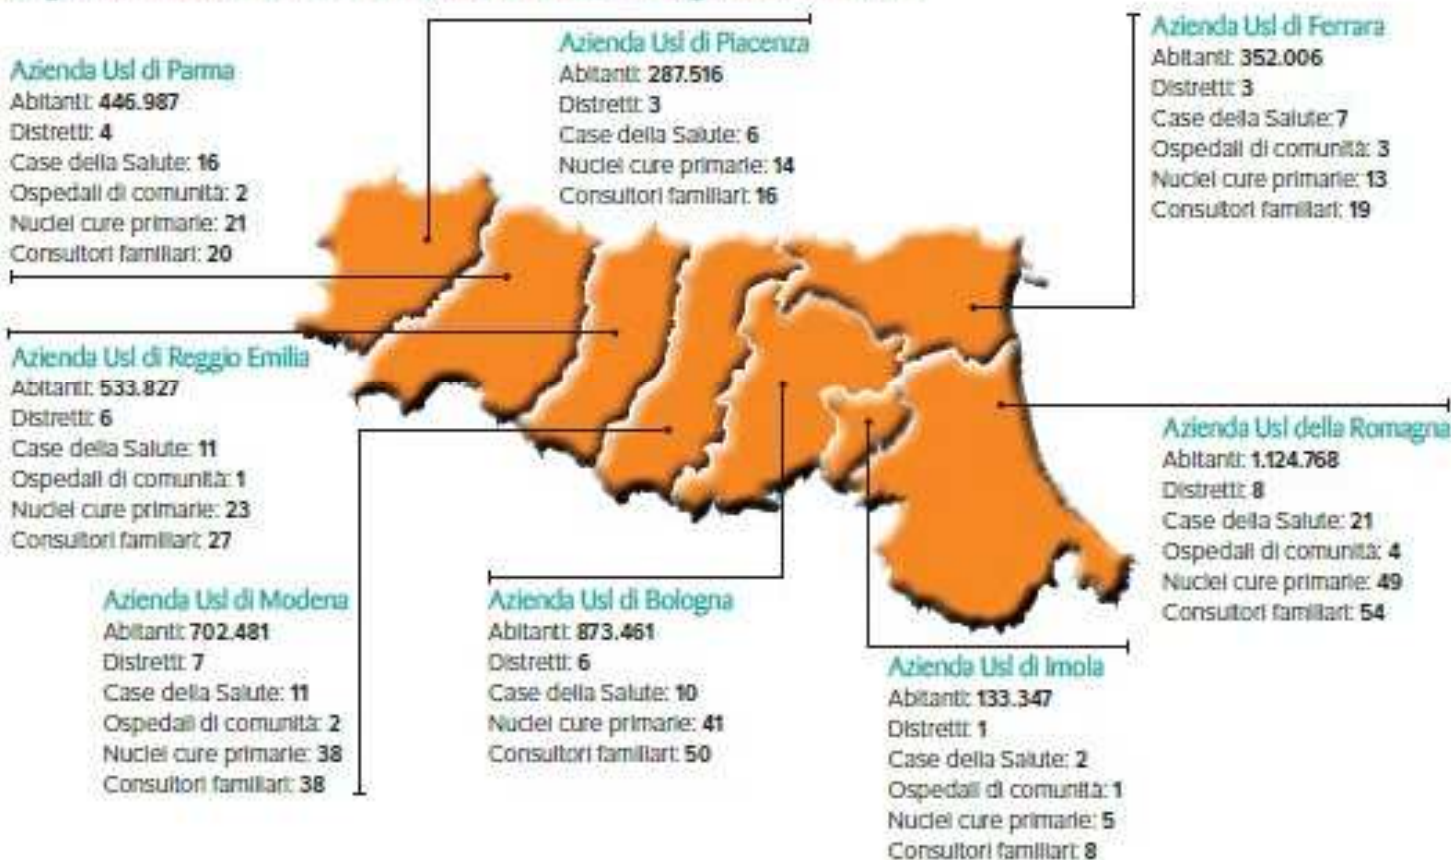 Azienda Usl di Parma
Abitanti: 446.987
Distretti: 4
Case della Salute: 16
Ospedali di comunità: 2
Nuclei cure primarie: 21
Consultori familiari: 20
Azienda Usl di Piacenza
Abitanti: 287.516
Distretti: 3
Case della Salute: 6
Nuclei cure primarie: 14
Consultori familiari: 16
Azienda Usl di Ferrara
Abitanti: 352.006
Distretti: 3
Case della Salute: 7
Ospedali di comunità: 3
Nuclei cure primarie: 13
Consultori familiari: 19
Azienda Usl di Reggio Emilia
Abitanti: 533.827
Distretti: 6
Case della Salute: 11
Ospedali di comunità: 1
Nuclei cure primarie: 23
Consultori familiari: 27
Azienda Usl della Romagna
Abitanti: 1.124.768
Distretti: 8
Case della Salute: 21
Ospedali di comunità: 4
Nuclei cure primarie: 49
Consultori familiari: 54
Azienda Usl di Modena
Abitanti: 702.481
Distretti: 7
Case della Salute: 11
Ospedali di comunità: 2
Nuclei cure primarie: 38
Consultori familiari: 38
Azienda Usl di Bologna
Abitanti: 873.461
Distretti: 6
Case della Salute: 10
Nuclei cure primarie: 41
Consultori familiari: 50
Azienda Usl di Imola
Abitanti: 133.347
Distretti: 1
Case della Salute: 2
Ospedali di comunità: 1
Nuclei cure primarie: 5
Consultori familiari: 8